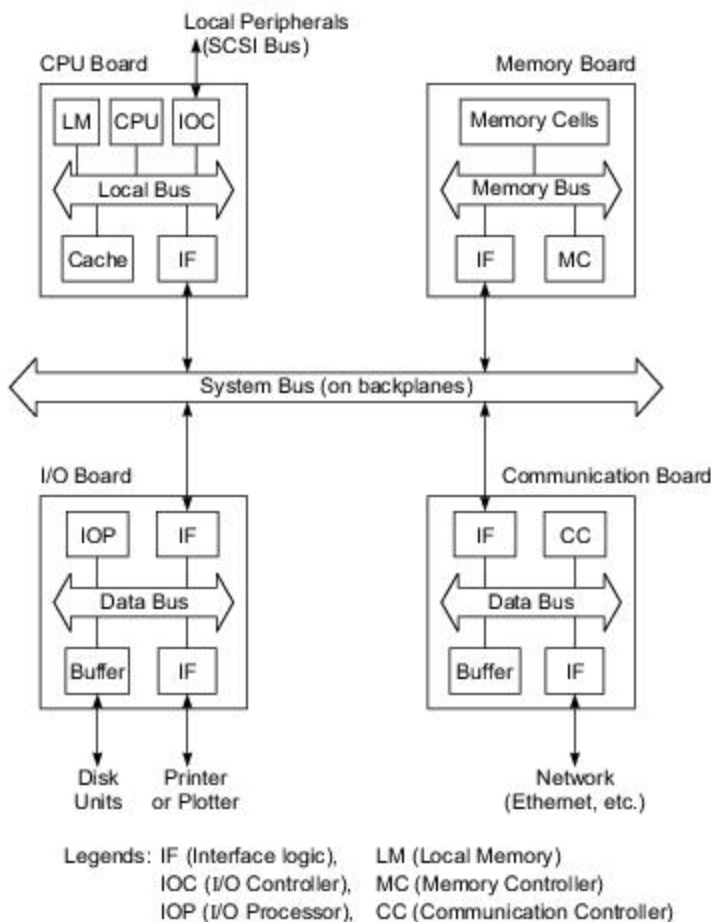 Local Peripherals
(SCSI Bus)
CPU Board
LM
CPU
IOC
Local Bus
Cache
IF
Memory Board
Memory Cells
Memory Bus
IF
MC
System Bus (on backplanes)
I/O Board
IOP
IF
Data Bus
Buffer
IF
Disk
Units
Printer
or Plotter
Communication Board
IF
CC
Data Bus
Buffer
IF
Network
(Ethernet, etc.)
Legends: IF (Interface logic), LM (Local Memory)
IOC (I/O Controller), MC (Memory Controller)
IOP (I/O Processor), CC (Communication Controller)